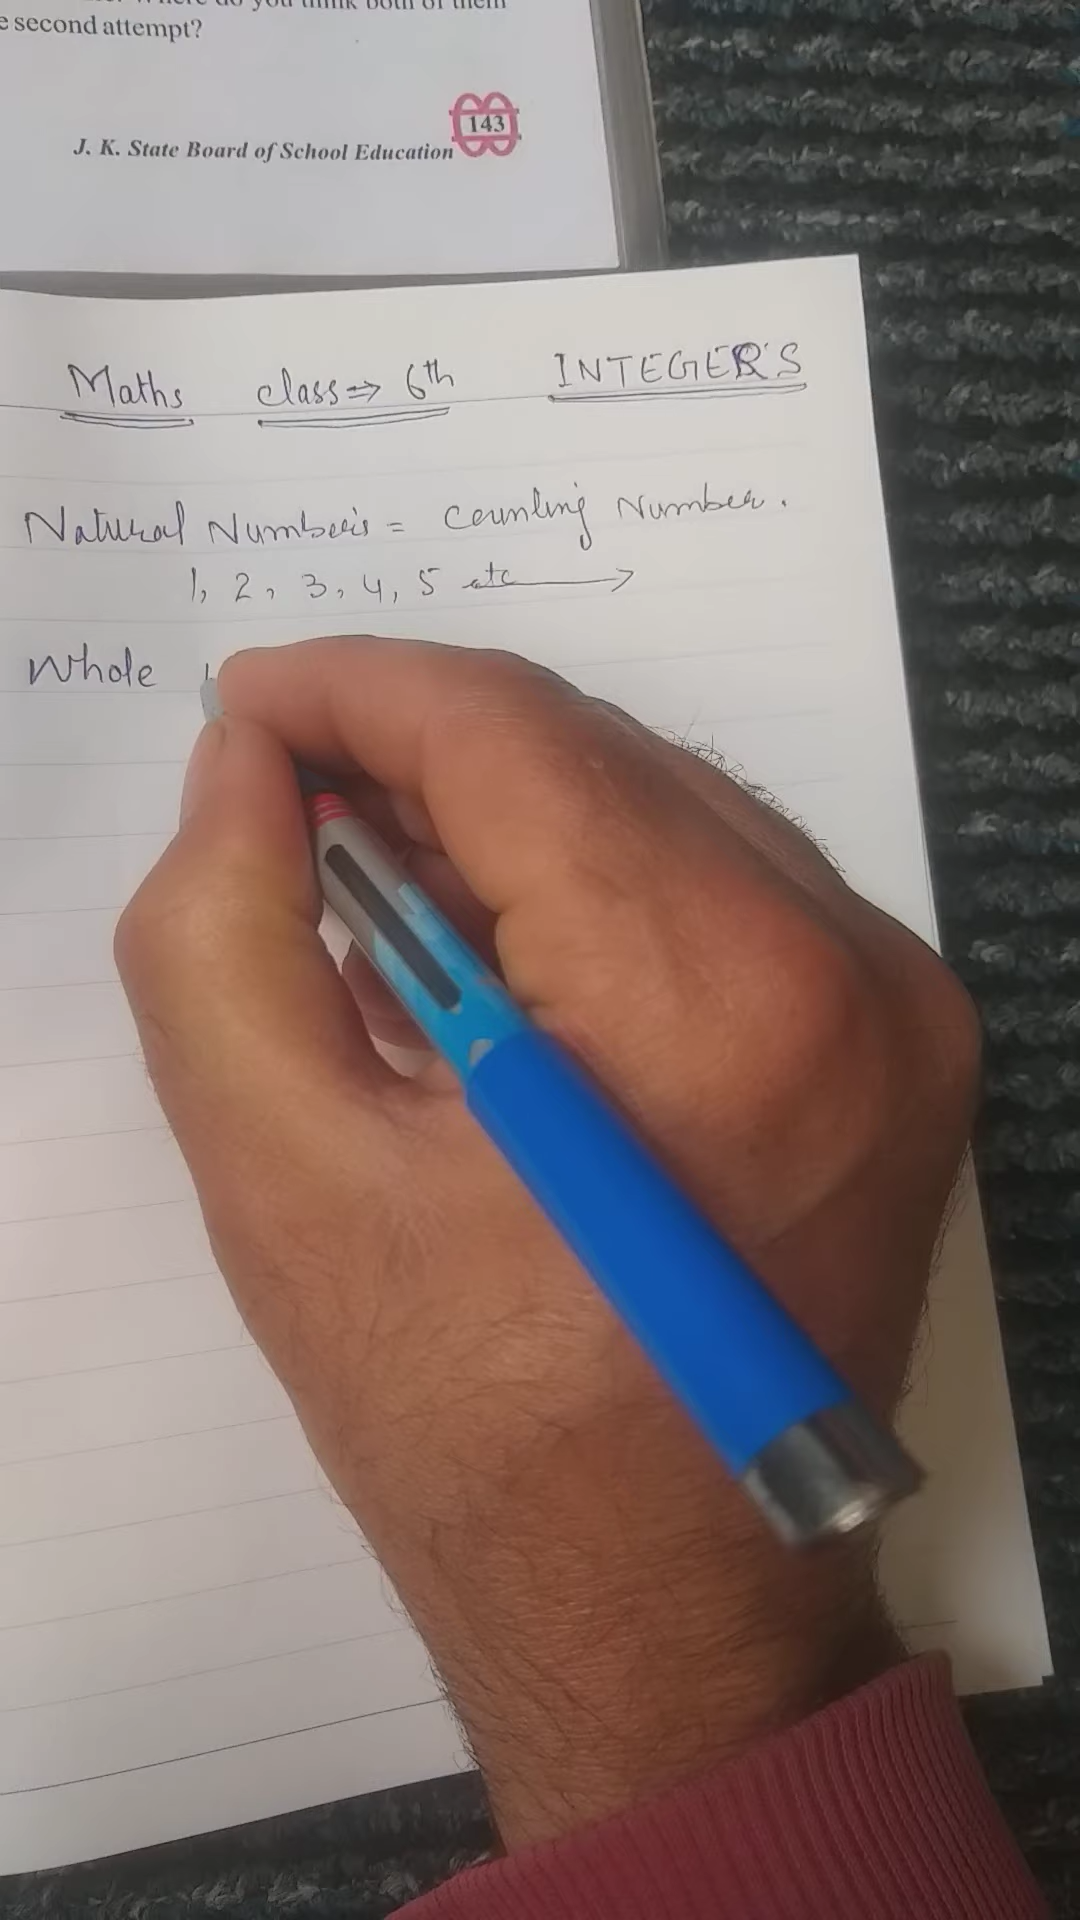 e second attempt?
143
J. K. State Board of School Education
Maths class ⇒ 6th INTEGER'S
Natural Numbers = Counting Number.
1, 2, 3, 4, 5 etc →
Whole